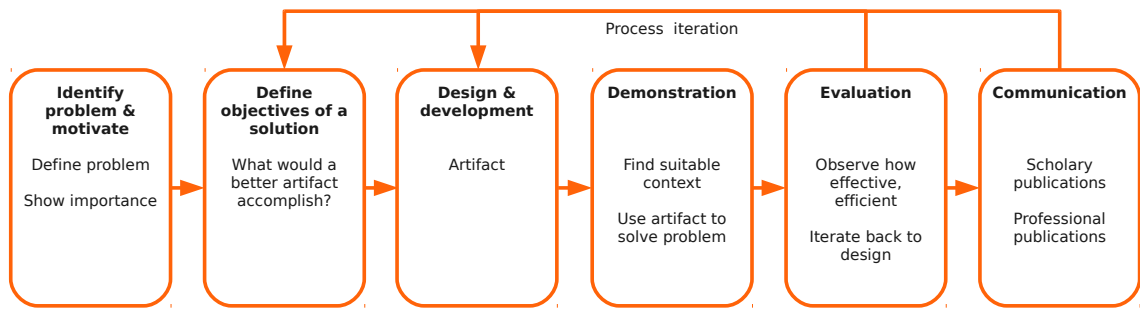 Process iteration
Identify
problem &
motivate
Define problem
Show importance
Define
objectives of a
solution
What would a
better artifact
accomplish?
Design &
development
Artifact
Demonstration
Find suitable
context
Use artifact to
solve problem
Evaluation
Observe how
effective,
efficient
Iterate back to
design
Communication
Scholary
publications
Professional
publications